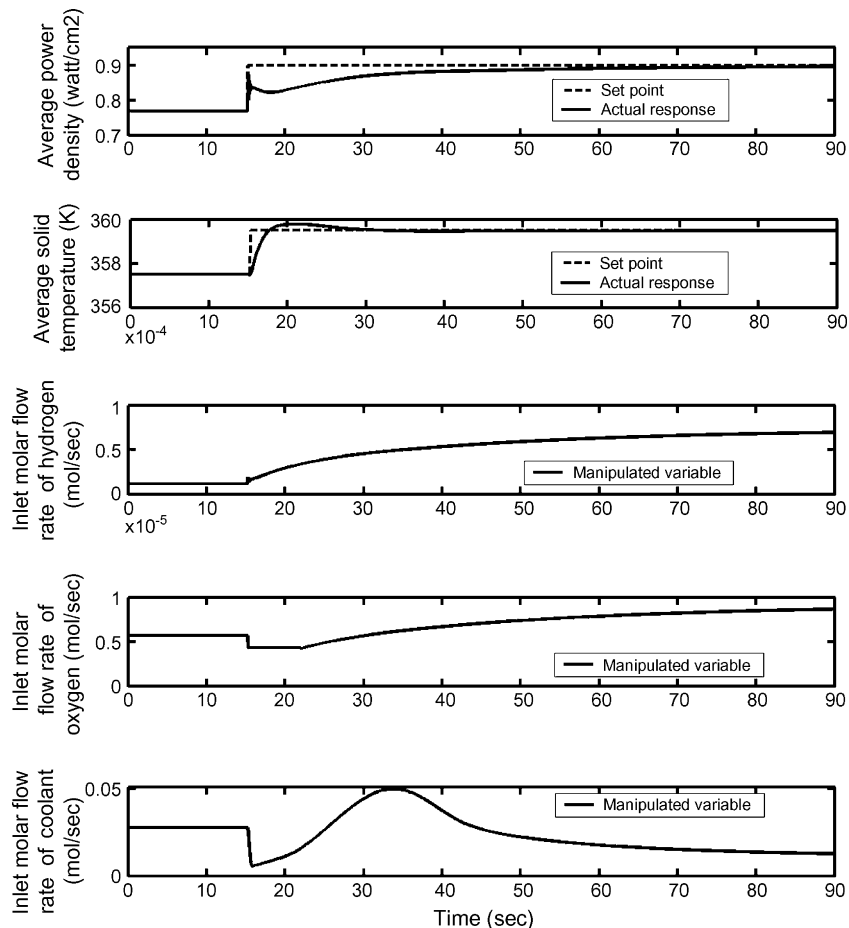 Average power
density (watt/cm2)
0.9
0.8
0.7
Set point
Actual response
0 10 20 30 40 50 60 70 80 90
Average solid
temperature (K)
360
358
356
Set point
Actual response
0 10 20 30 40 50 60 70 80 90
x10-4
Inlet molar flow
rate of hydrogen
(mol/sec)
1
0.5
0
Manipulated variable
0 10 20 30 40 50 60 70 80 90
x10-5
Inlet molar
flow rate of
oxygen (mol/sec)
1
0.5
0
Manipulated variable
0 10 20 30 40 50 60 70 80 90
Inlet molar flow
rate of coolant
(mol/sec)
0.05
0
Manipulated variable
0 10 20 30 40 50 60 70 80 90
Time (sec)